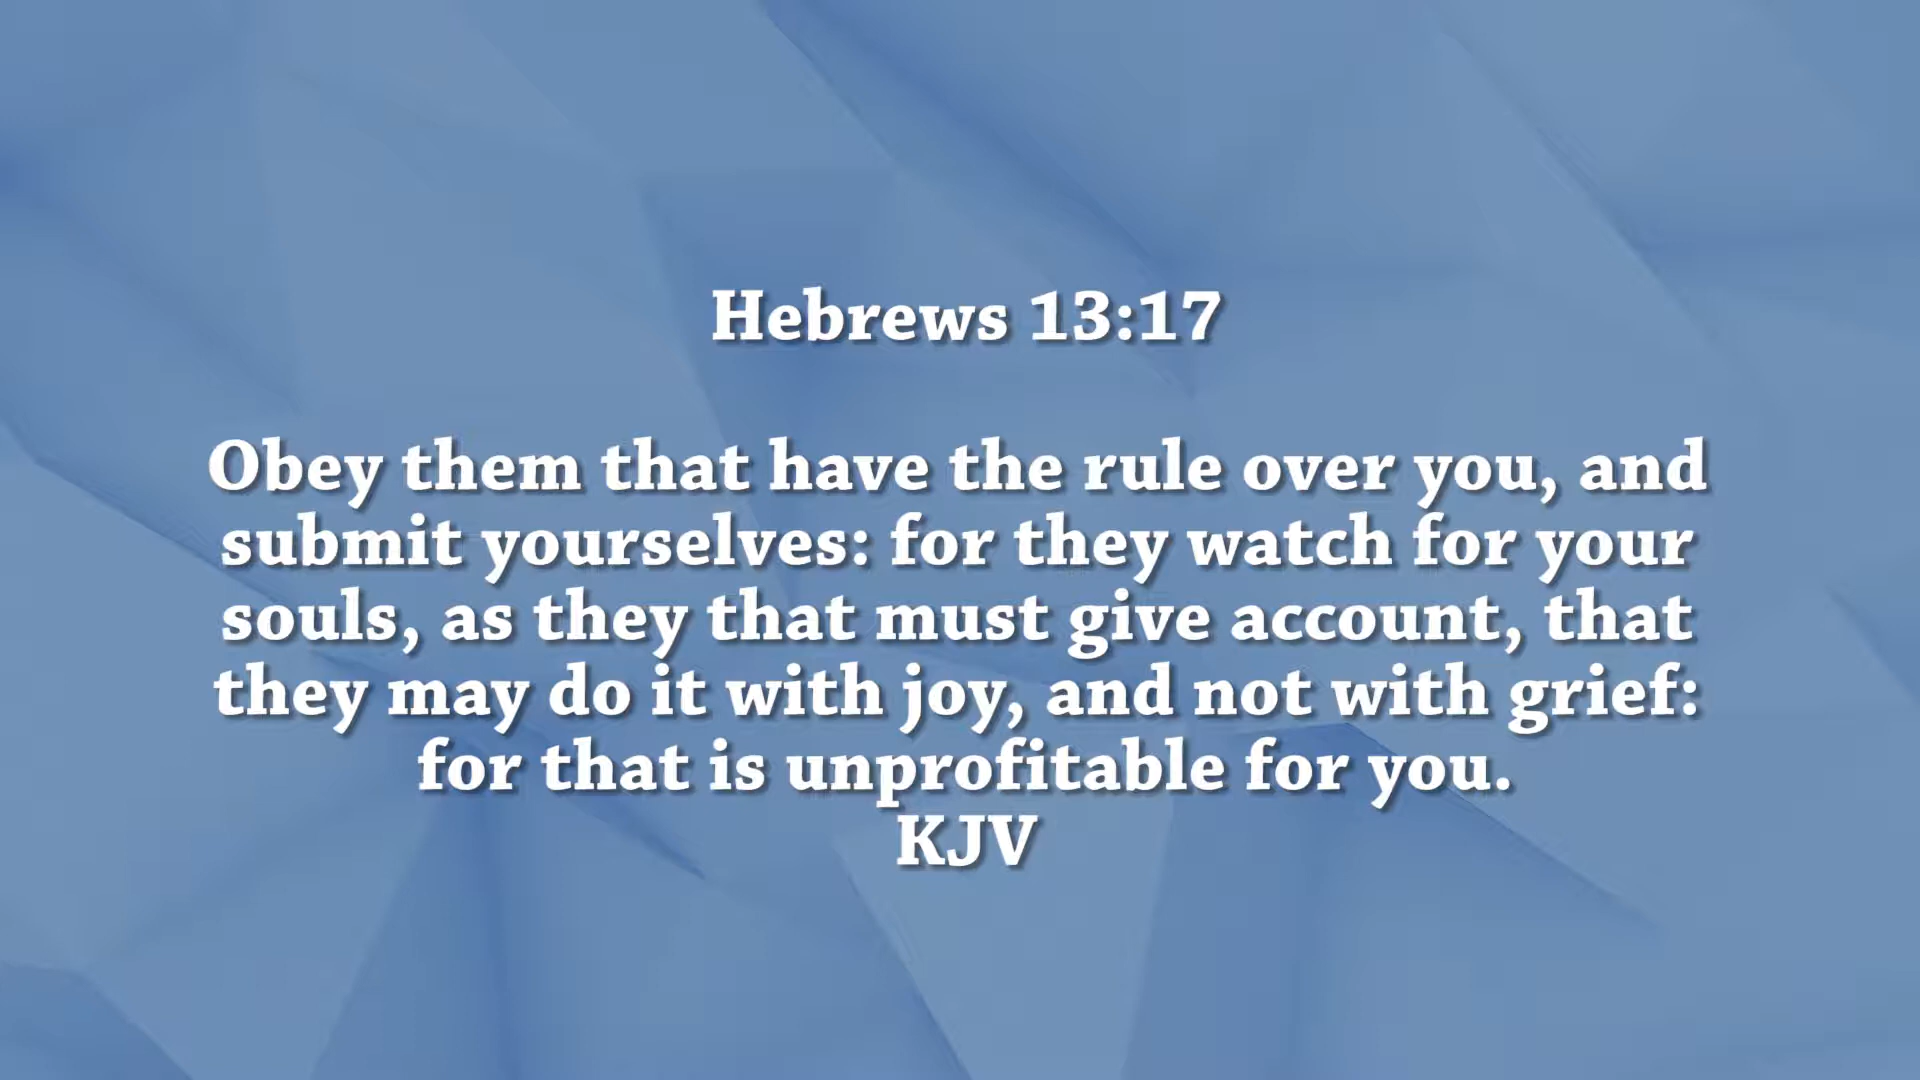 Hebrews 13:17
Obey them that have the rule over you, and
submit yourselves: for they watch for your
souls, as they that must give account, that
they may do it with joy, and not with grief:
for that is unprofitable for you.
KJV